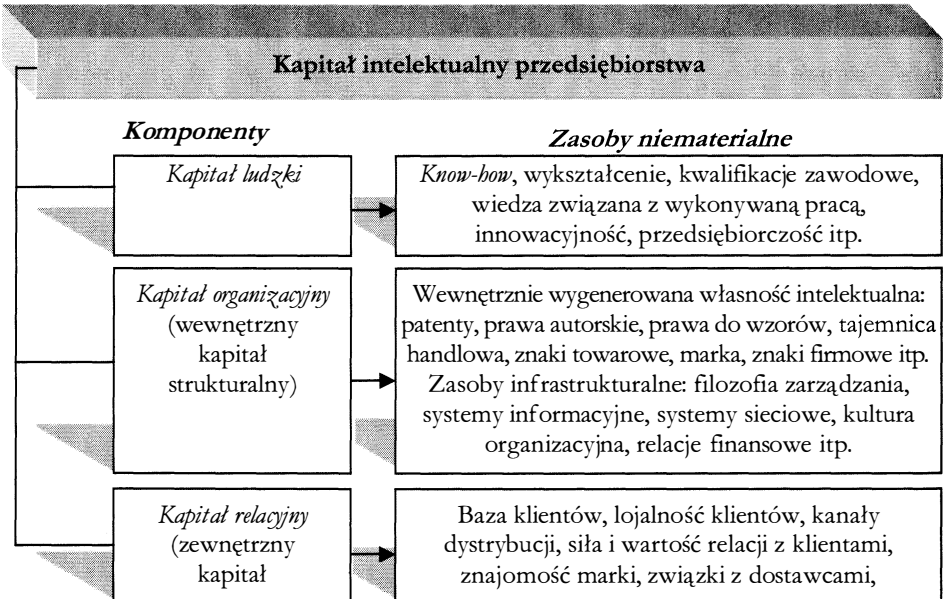 Kapitał intelektualny przedsiębiorstwa
Komponenty
Zasoby niematerialne
Kapitał ludzki
Know-how, wykształcenie, kwalifikacje zawodowe,
wiedza związana z wykonywaną pracą,
innowacyjność, przedsiębiorczość itp.
Kapitał organizacyjny
(wewnętrzny
kapitał
strukturalny)
Wewnętrznie wygenerowana własność intelektualna:
patenty, prawa autorskie, prawa do wzorów, tajemnica
handlowa, znaki towarowe, marka, znaki firmowe itp.
Zasoby infrastrukturalne: filozofia zarządzania,
systemy informacyjne, systemy sieciowe, kultura
organizacyjna, relacje finansowe itp.
Kapitał relacyjny
(zewnętrzny
kapitał
Baza klientów, lojalność klientów, kanały
dystrybucji, siła i wartość relacji z klientami,
znajomość marki, związki z dostawcami,